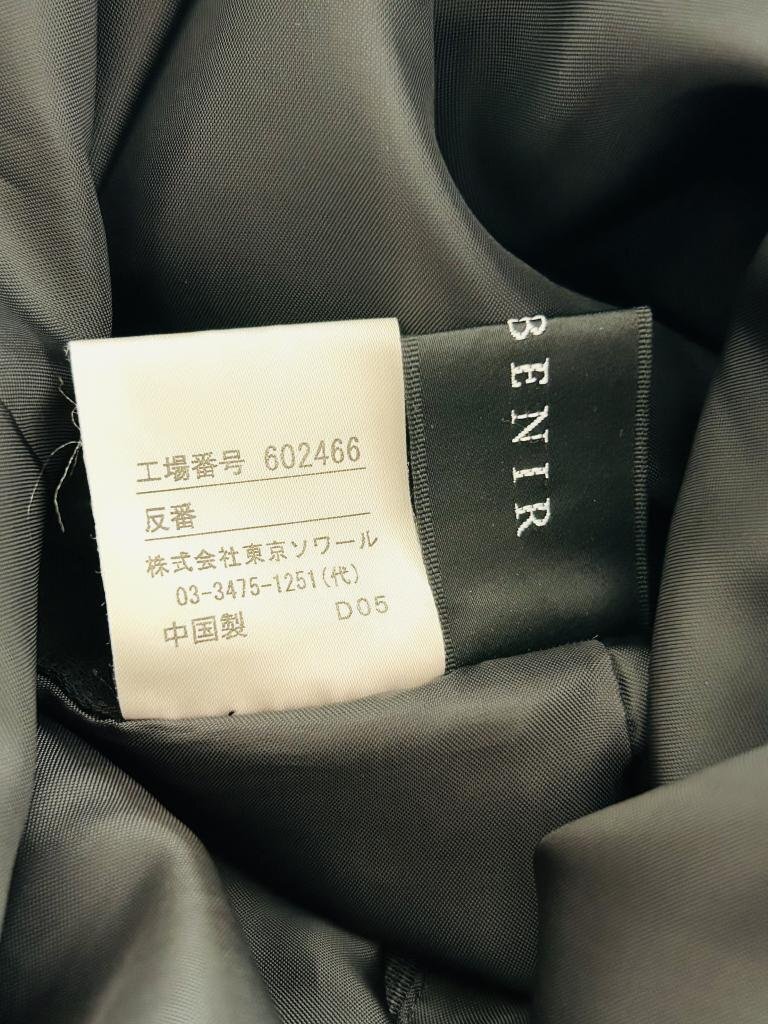 工場番号 602466
反番
株式会社東京ソワール
03-3475-1251(代)
中国製 D05
BENIR